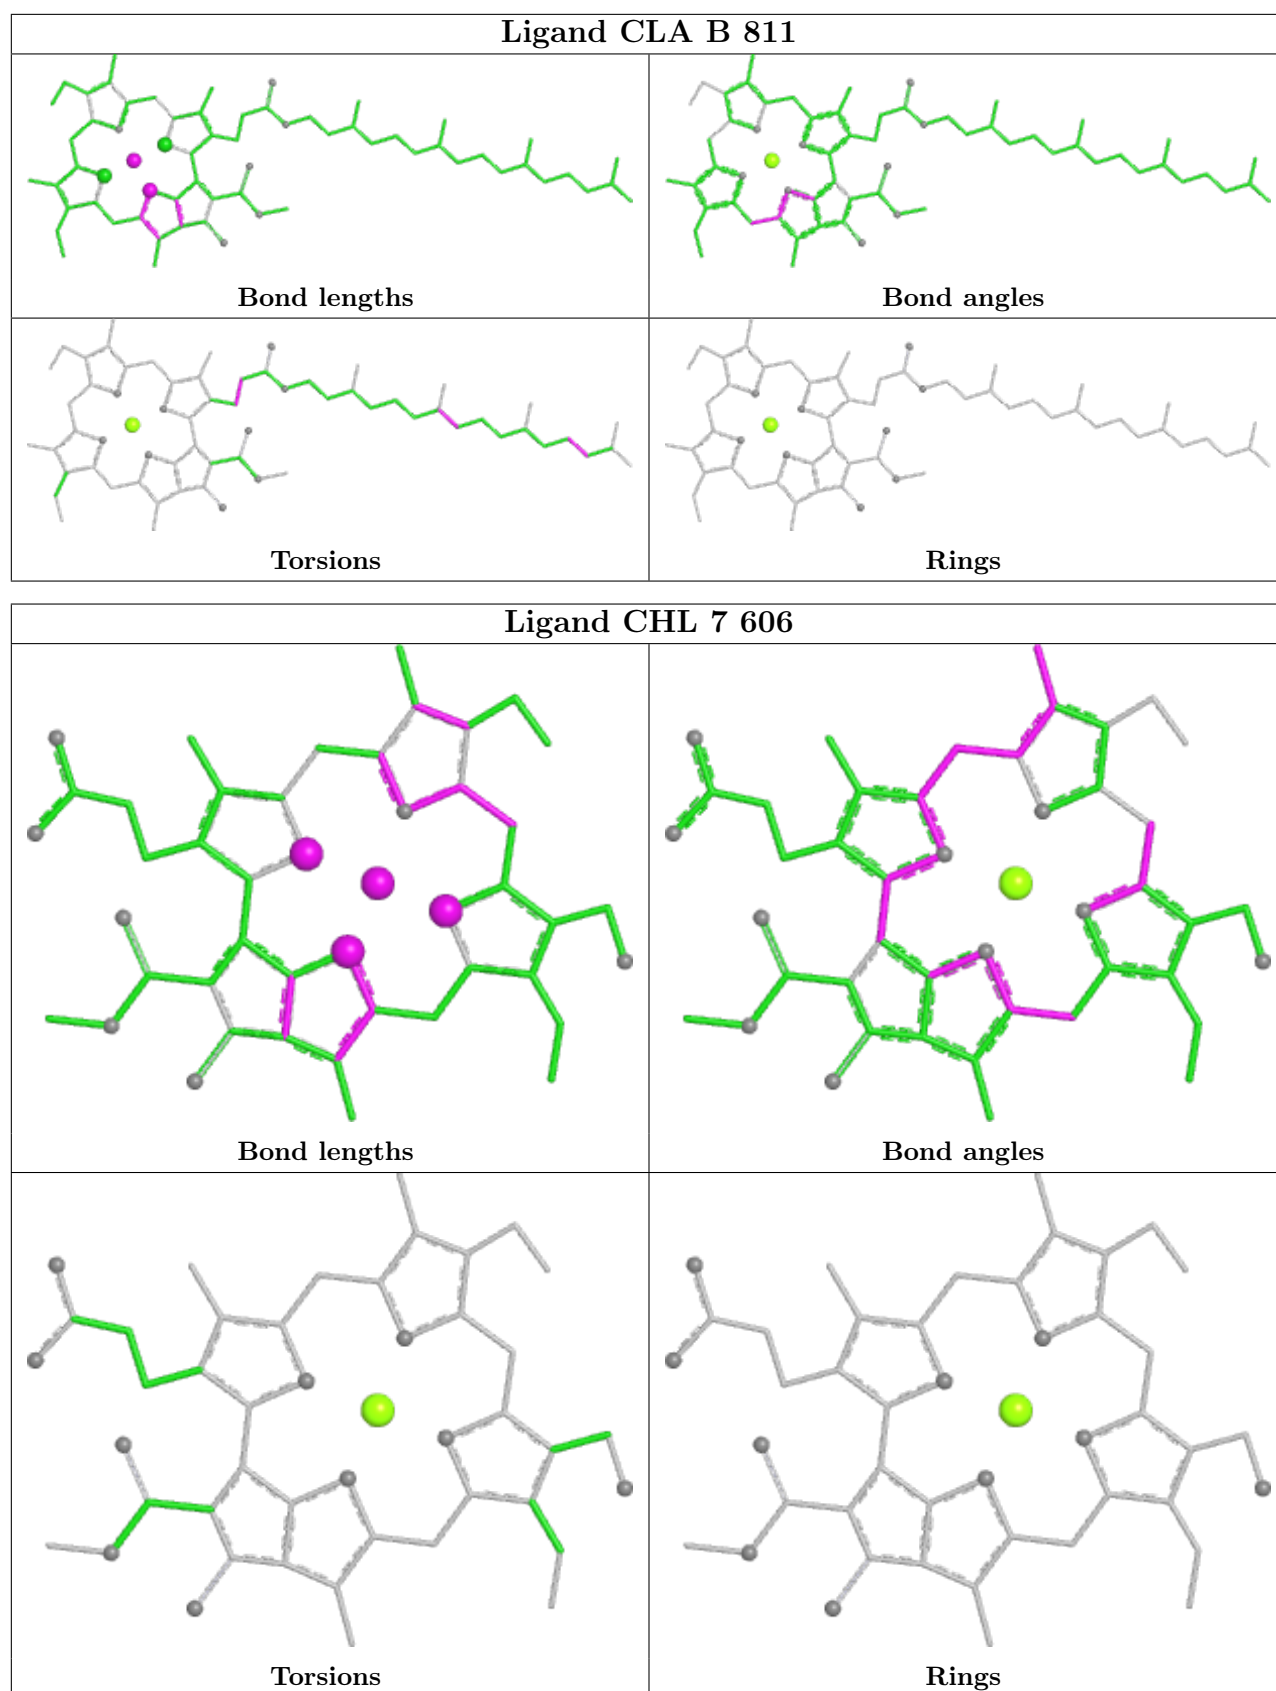 Ligand CLA B 811
Bond lengths
Bond angles
Torsions
Rings
Ligand CHL 7 606
Bond lengths
Bond angles
Torsions
Rings